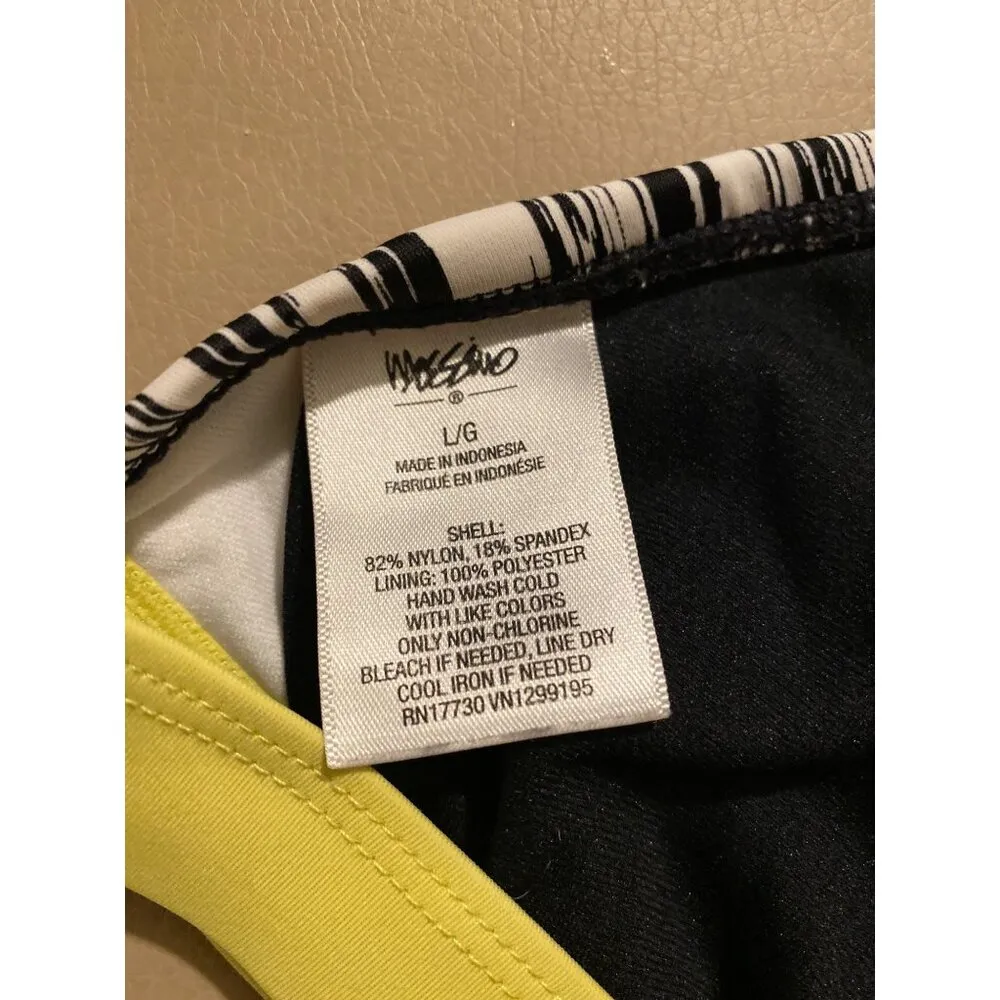 MOSSIMO
®
L/G
MADE IN INDONESIA
FABRIQUÉ EN INDONÉSIE
SHELL:
82% NYLON, 18% SPANDEX
LINING: 100% POLYESTER
HAND WASH COLD
WITH LIKE COLORS
ONLY NON-CHLORINE
BLEACH IF NEEDED, LINE DRY
COOL IRON IF NEEDED
RN17730 VN1299195